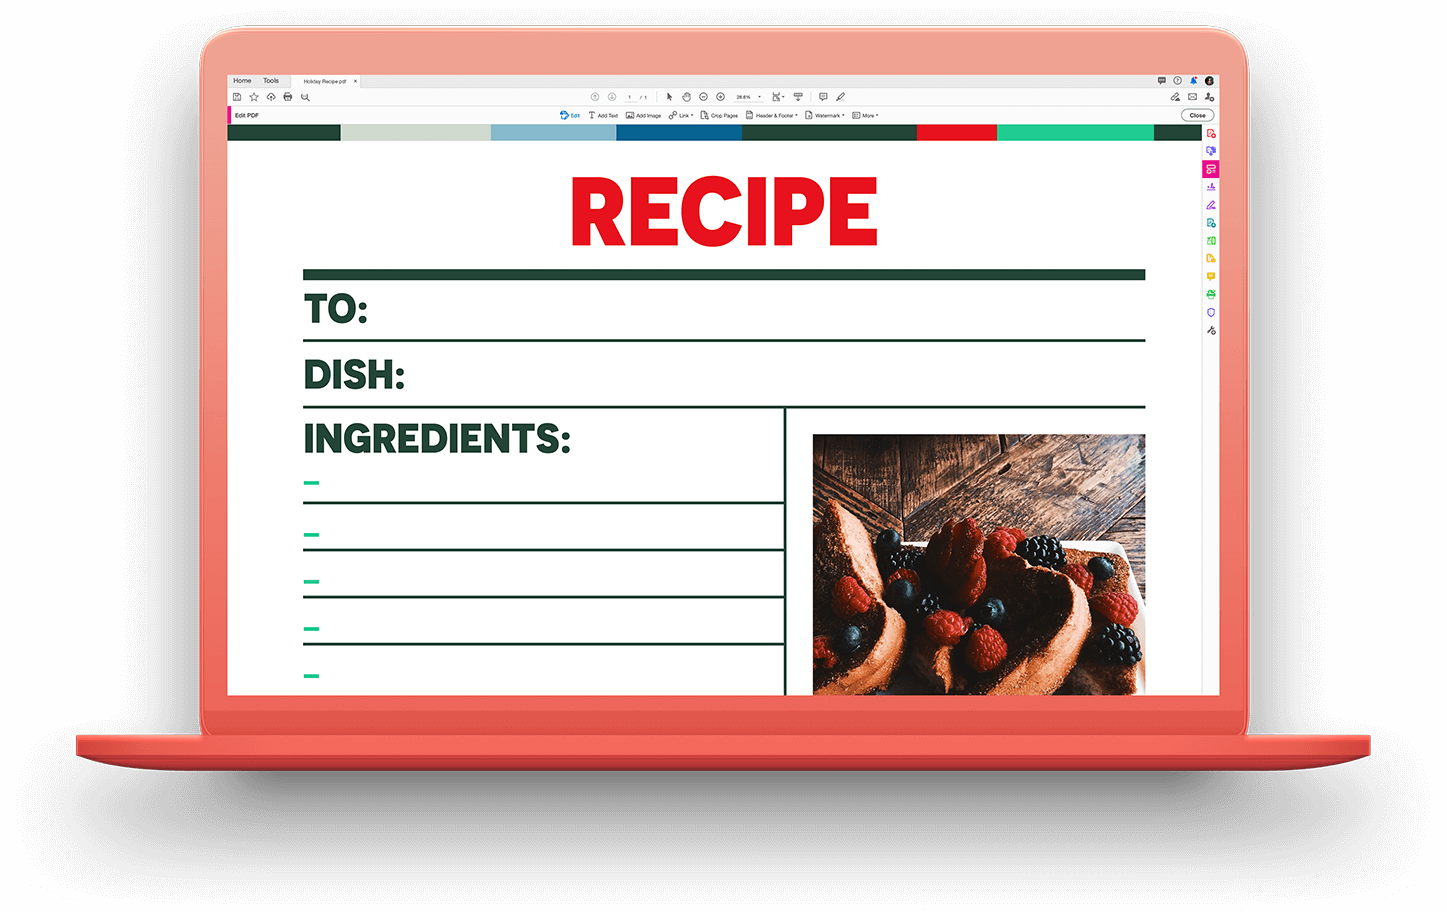 Home Tools Holiday Recipe.pdf ×
1 / 1 28.6%
Edit PDF Edit Add Text Add Image Link Crop Pages Header & Footer Watermark More Close
RECIPE
TO:
DISH:
INGREDIENTS:
–
–
–
–
–